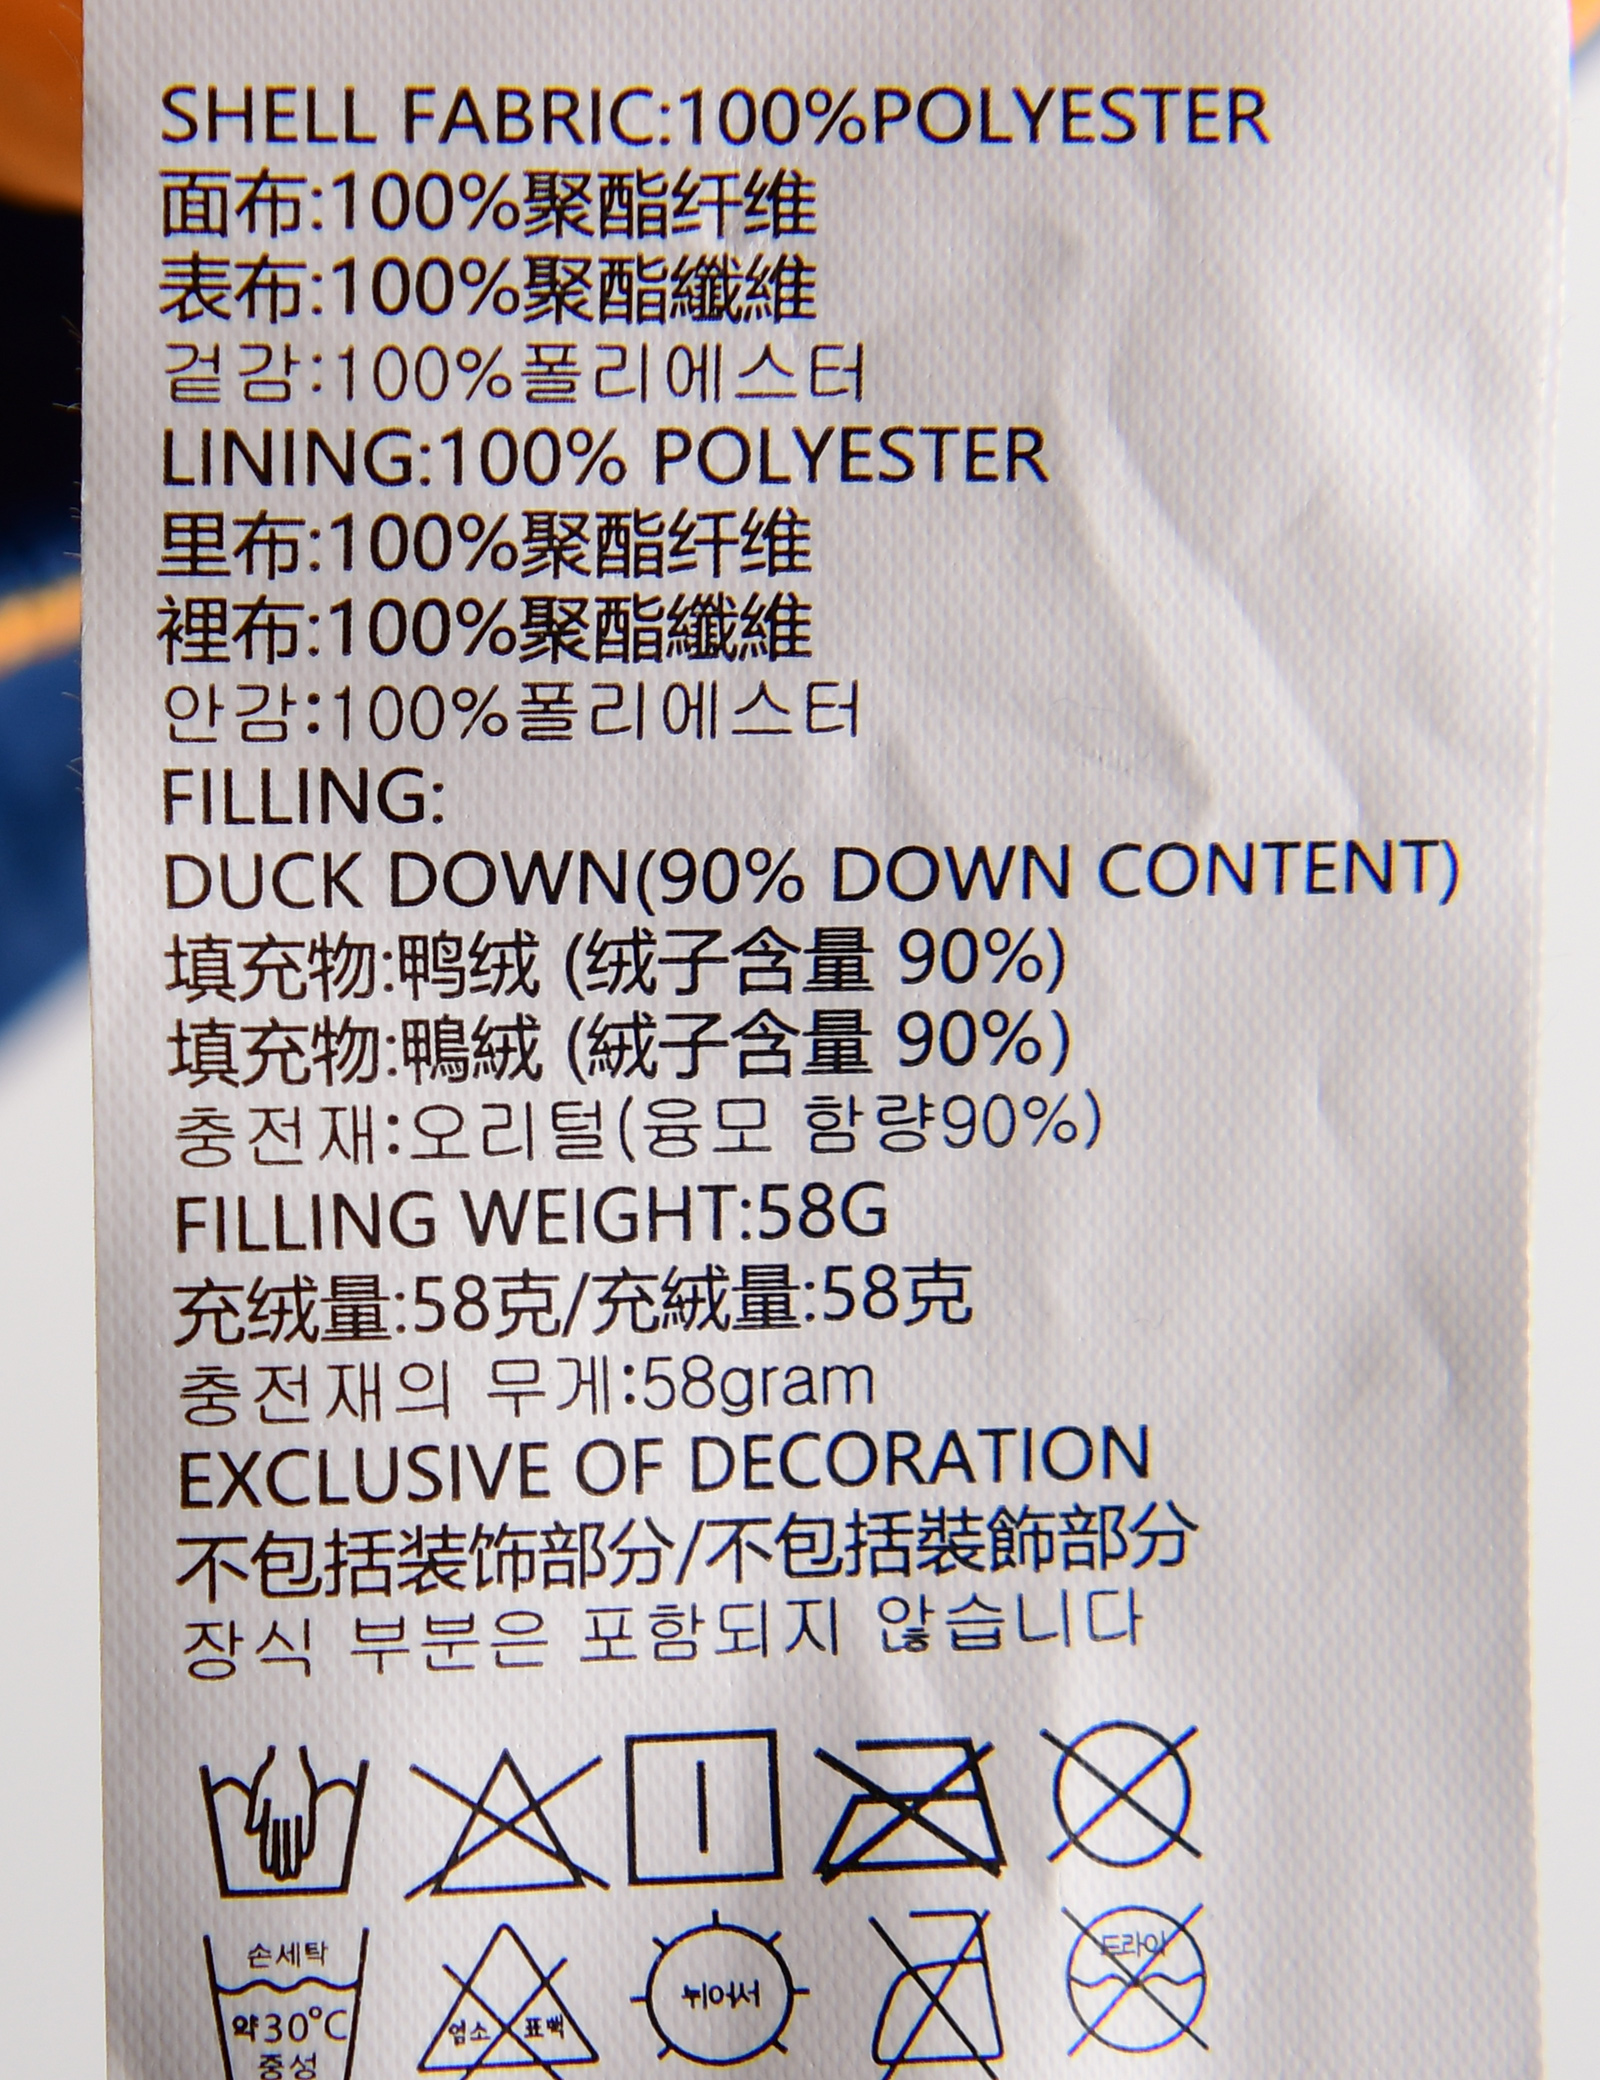 SHELL FABRIC:100%POLYESTER
面布:100%聚酯纤维
表布:100%聚酯纖維
겉감:100%폴리에스터
LINING:100% POLYESTER
里布:100%聚酯纤维
裡布:100%聚酯纖維
안감:100%폴리에스터
FILLING:
DUCK DOWN(90% DOWN CONTENT)
填充物:鸭绒 (绒子含量 90%)
填充物:鴨絨 (絨子含量 90%)
충전재:오리털(융모 함량90%)
FILLING WEIGHT:58G
充绒量:58克/充絨量:58克
충전재의 무게:58gram
EXCLUSIVE OF DECORATION
不包括装饰部分/不包括裝飾部分
장식 부분은 포함되지 않습니다
손세탁
약30°C
중성
염소 표백
뉘어서
드라이